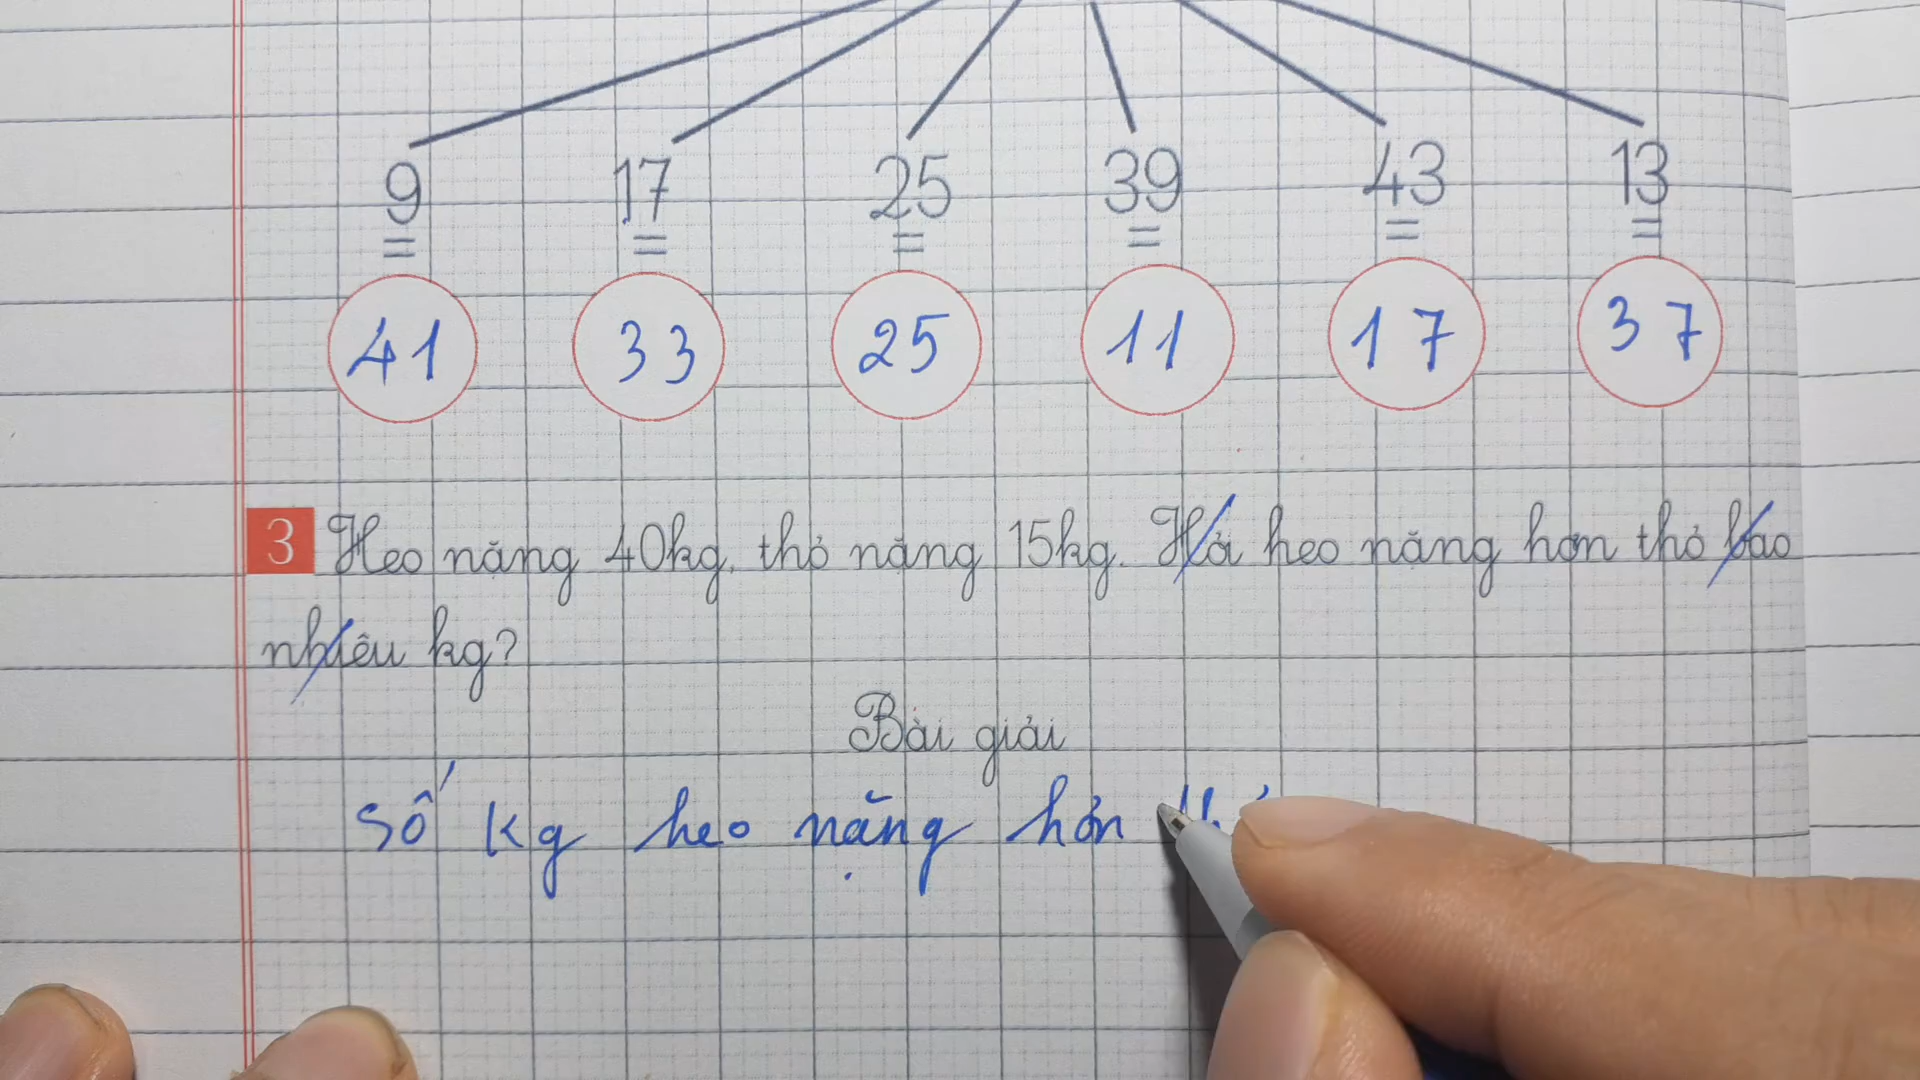 9 17 25 39 43 13
= = = = = =
41 33 25 11 17 37
3 Heo nặng 40kg, thỏ nặng 15kg. Hỏi heo nặng hơn thỏ bao
nhiêu kg?
Bài giải
Số kg heo nặng hơn